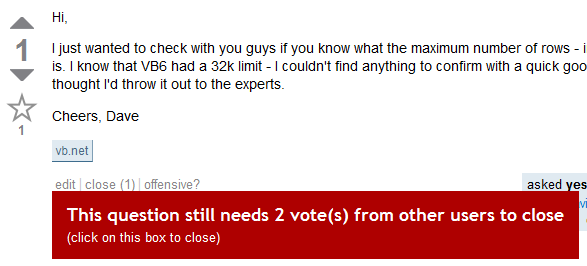 Hi,
1
I just wanted to check with you guys if you know what the maximum number of rows - i
is. I know that VB6 had a 32k limit - I couldn't find anything to confirm with a quick goo
thought I'd throw it out to the experts.
1
Cheers, Dave
vb.net
edit | close (1) | offensive?
asked yes
vi
This question still needs 2 vote(s) from other users to close
(click on this box to close)